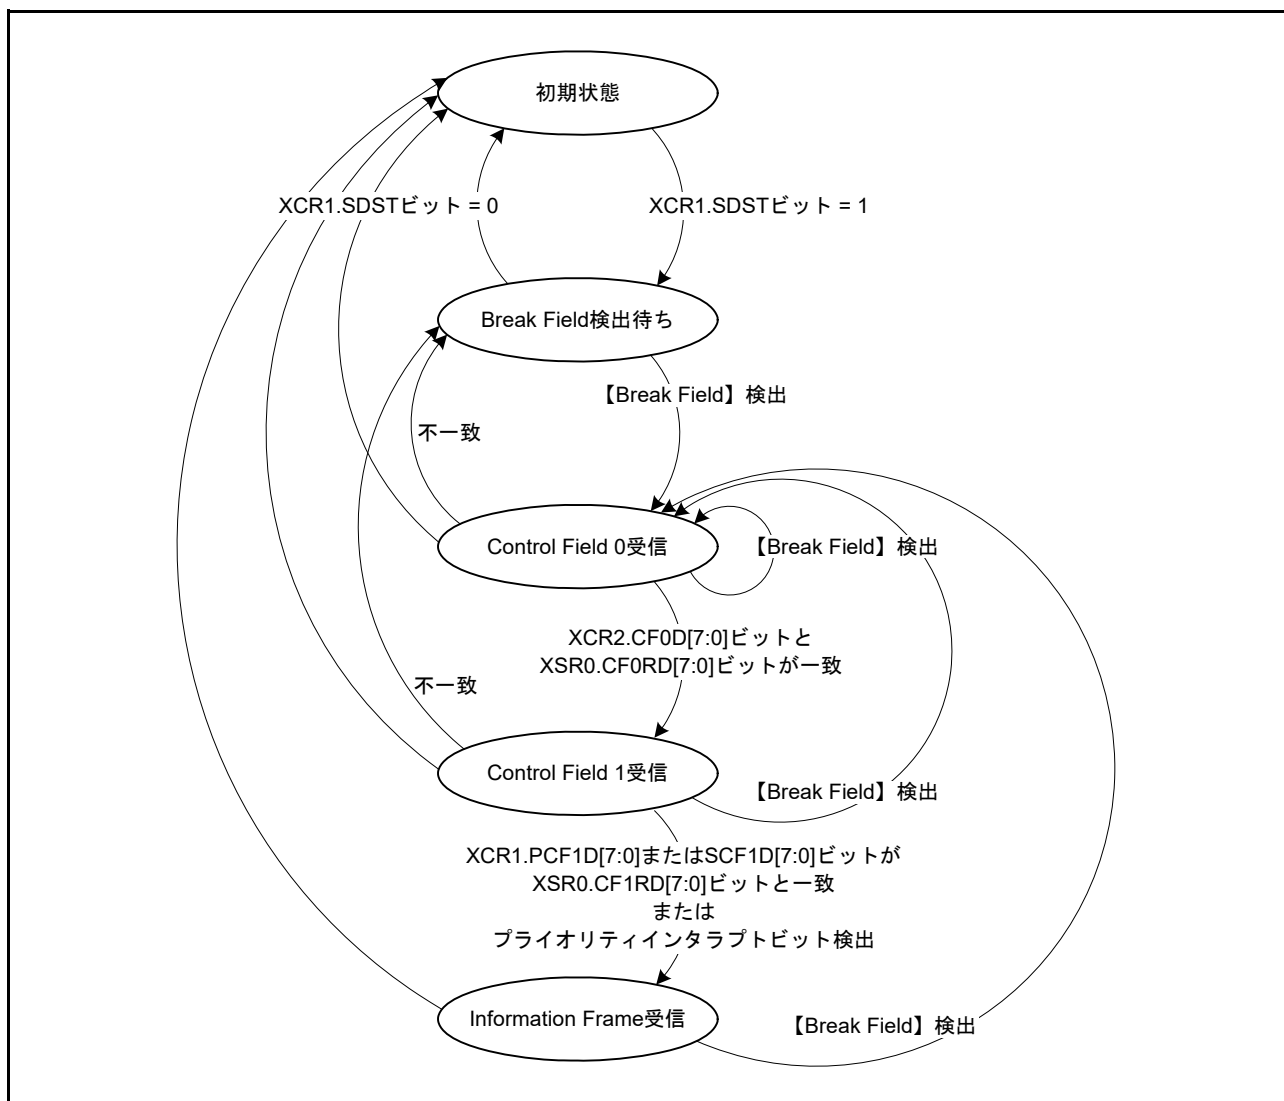 初期状態
XCR1.SDSTビット = 0
XCR1.SDSTビット = 1
Break Field検出待ち
【Break Field】検出
不一致
Control Field 0受信
【Break Field】検出
XCR2.CF0D[7:0]ビットと
XSR0.CF0RD[7:0]ビットが一致
不一致
Control Field 1受信
【Break Field】検出
XCR1.PCF1D[7:0]またはSCF1D[7:0]ビットが
XSR0.CF1RD[7:0]ビットと一致
または
プライオリティインタラプトビット検出
Information Frame受信
【Break Field】検出